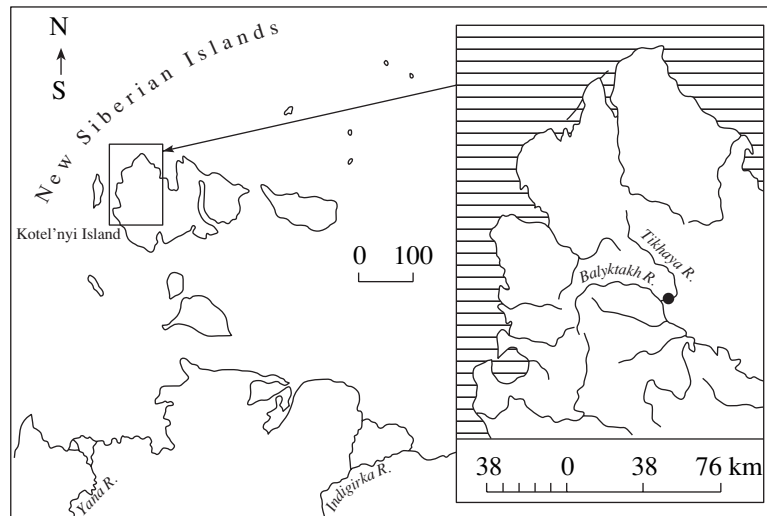 N
S
New Siberian Islands
Kotel'nyi Island
0 100
Yana R.
Indigirka R.
Tikhaya R.
Balyktakh R.
38 0 38 76 km